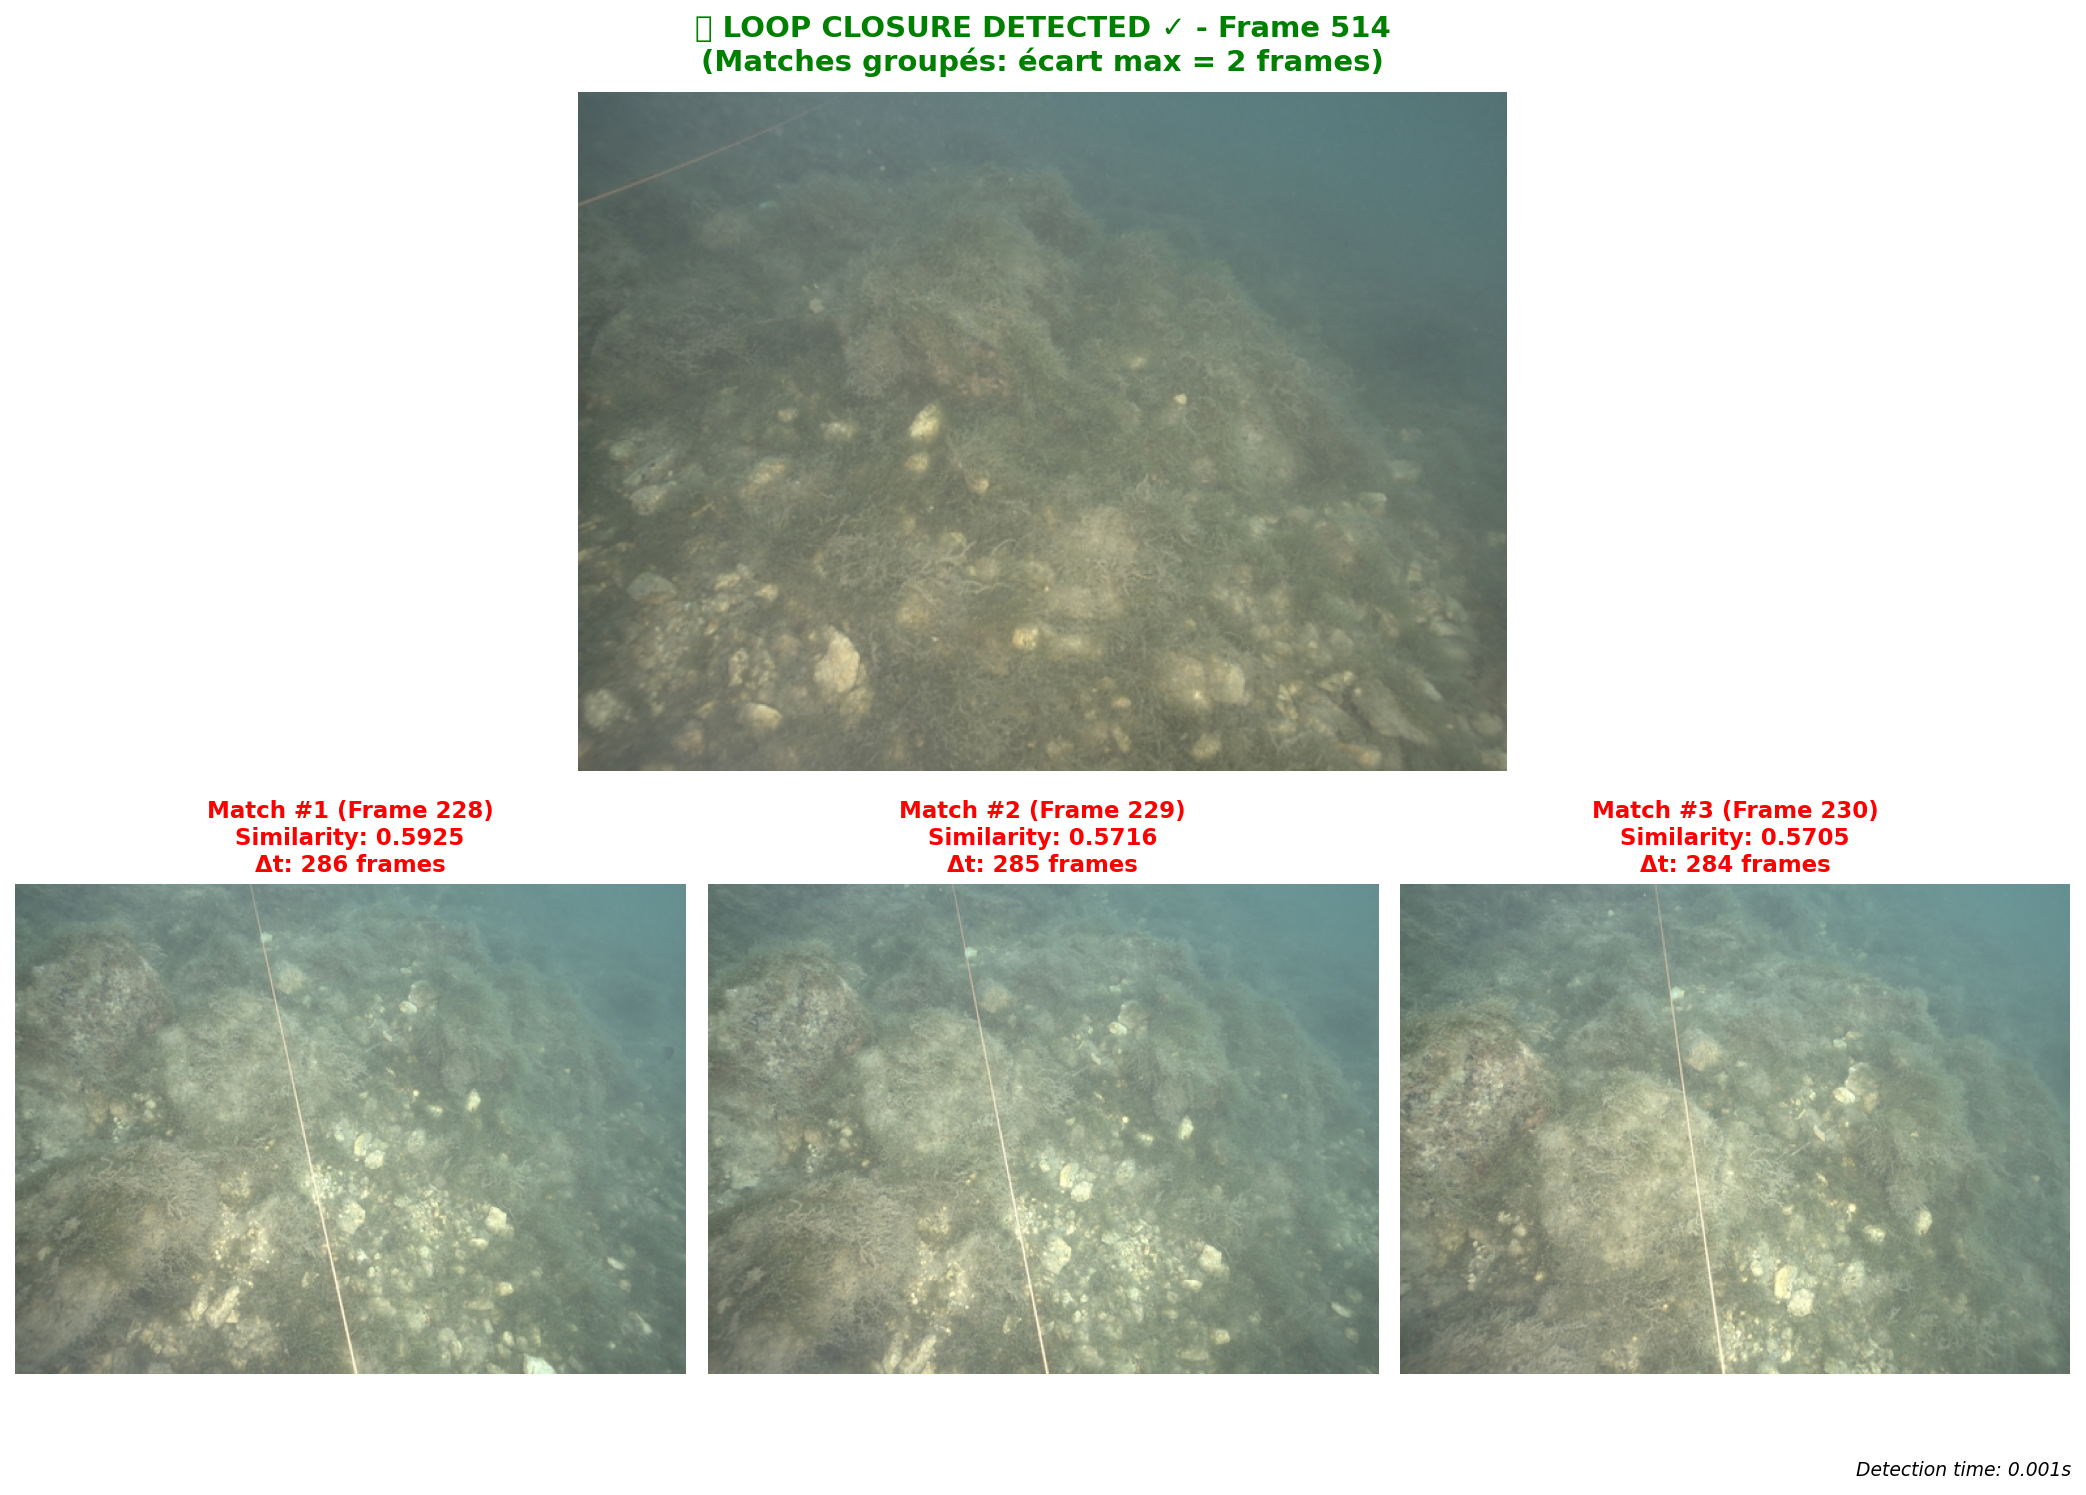 LOOP CLOSURE DETECTED ✓ - Frame 514
(Matches groupés: écart max = 2 frames)
Match #1 (Frame 228)
Similarity: 0.5925
Δt: 286 frames
Match #2 (Frame 229)
Similarity: 0.5716
Δt: 285 frames
Match #3 (Frame 230)
Similarity: 0.5705
Δt: 284 frames
Detection time: 0.001s